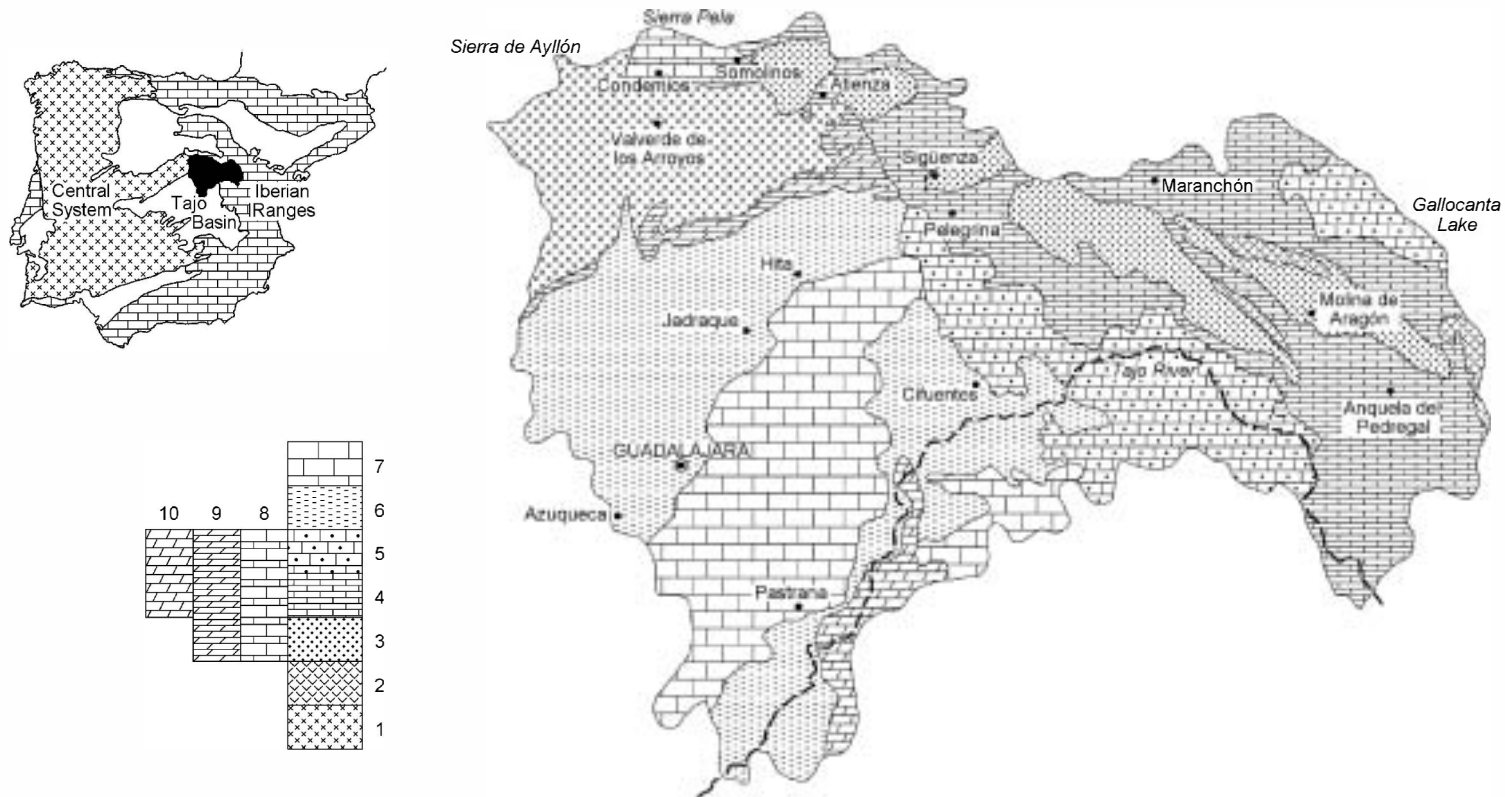 Sierra Pela
Sierra de Ayllón
Somolinos
Condemios
Atienza
Valverde de
los Arroyos
Sigüenza
Maranchón
Gallocanta
Lake
Pelegrina
Hita
Molina de
Aragón
Jadraque
Tajo River
Cifuentes
Anquela del
Pedregal
GUADALAJARA
Azuqueca
Pastrana
Central
System
Iberian
IRanges
Tajo
Basin
7
6
10 9 8
5
4
3
2
1